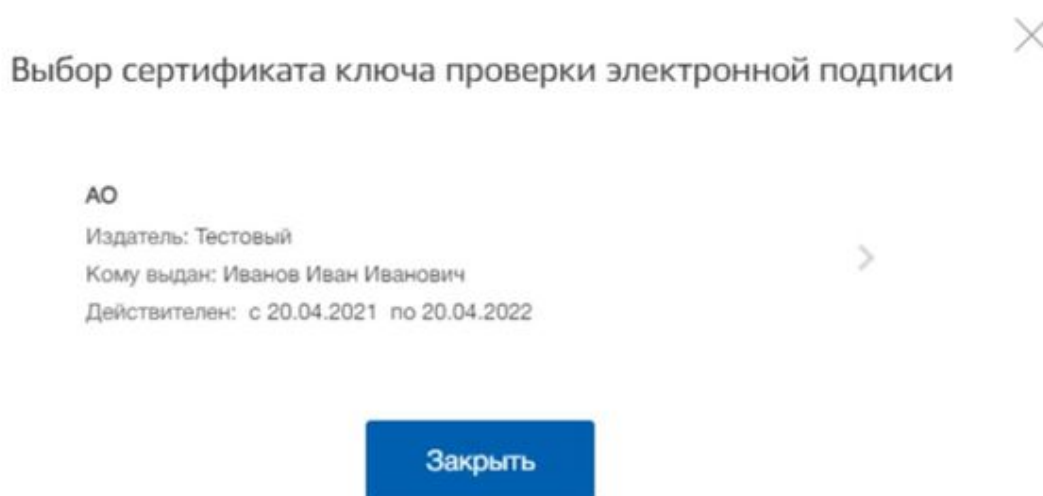 Выбор сертификата ключа проверки электронной подписи
АО
Издатель: Тестовый
Кому выдан: Иванов Иван Иванович
Действителен: с 20.04.2021 по 20.04.2022
Закрыть